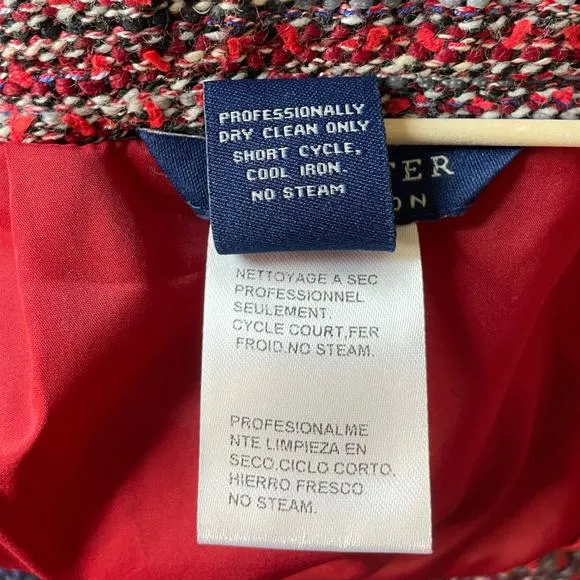 PROFESSIONALLY
DRY CLEAN ONLY
SHORT CYCLE,
COOL IRON.
NO STEAM
NETTOYAGE A SEC
PROFESSIONNEL
SEULEMENT.
CYCLE COURT,FER
FROID.NO STEAM.
PROFESIONALME
NTE LIMPIEZA EN
SECO.CICLO CORTO.
HIERRO FRESCO
NO STEAM.